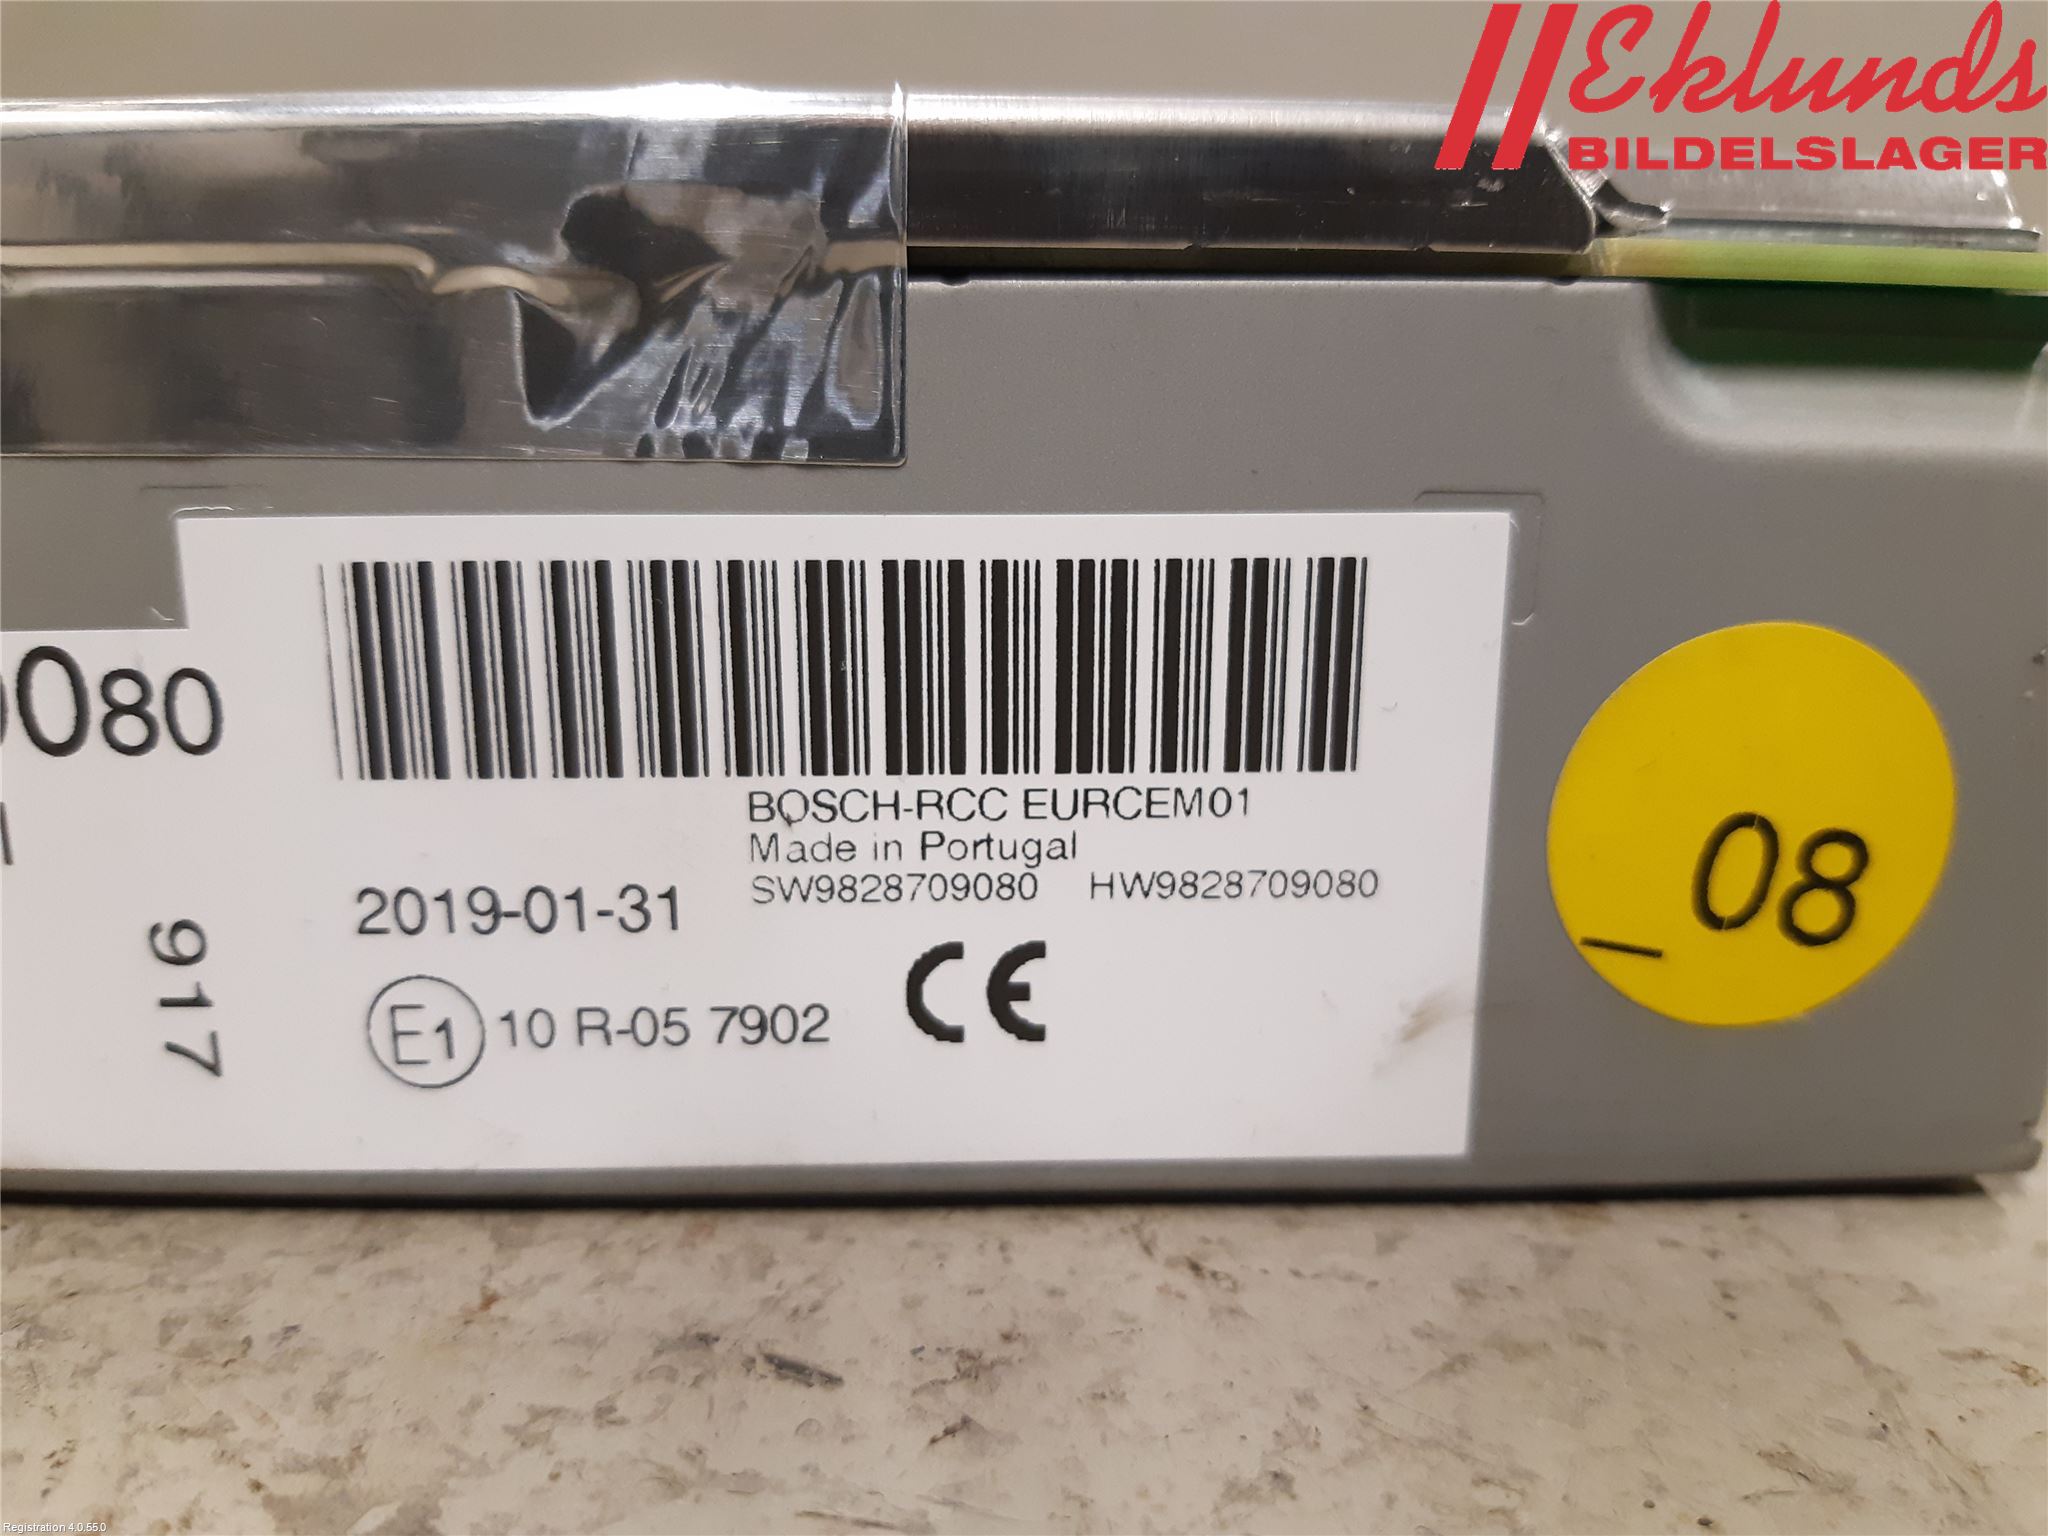 Eklunds
BILDELSLAGER
080
BOSCH-RCC EURCEM01
Made in Portugal
SW9828709080 HW9828709080
2019-01-31
917
E1 10 R-05 7902
CE
_08
Registration 4.0.55.0